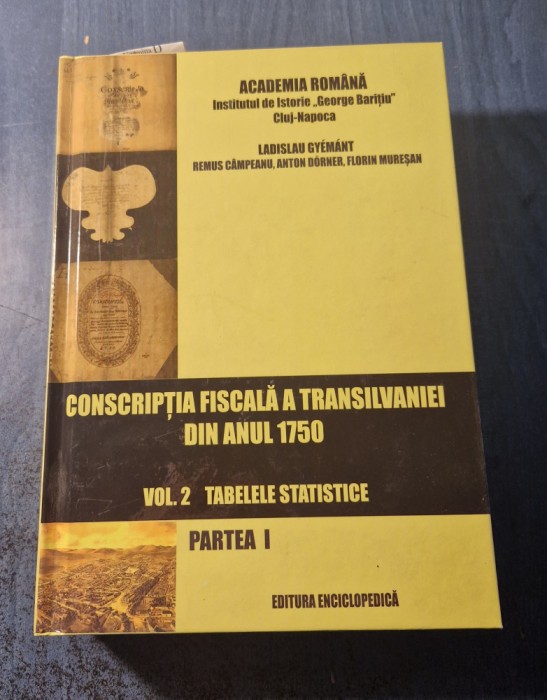 ACADEMIA ROMÂNĂ
Institutul de Istorie „George Barițiu”
Cluj-Napoca
LADISLAU GYÉMÁNT
REMUS CÂMPEANU, ANTON DÖRNER, FLORIN MUREȘAN
CONSCRIPȚIA FISCALĂ A TRANSILVANIEI
DIN ANUL 1750
VOL. 2 TABELELE STATISTICE
PARTEA I
EDITURA ENCICLOPEDICĂ